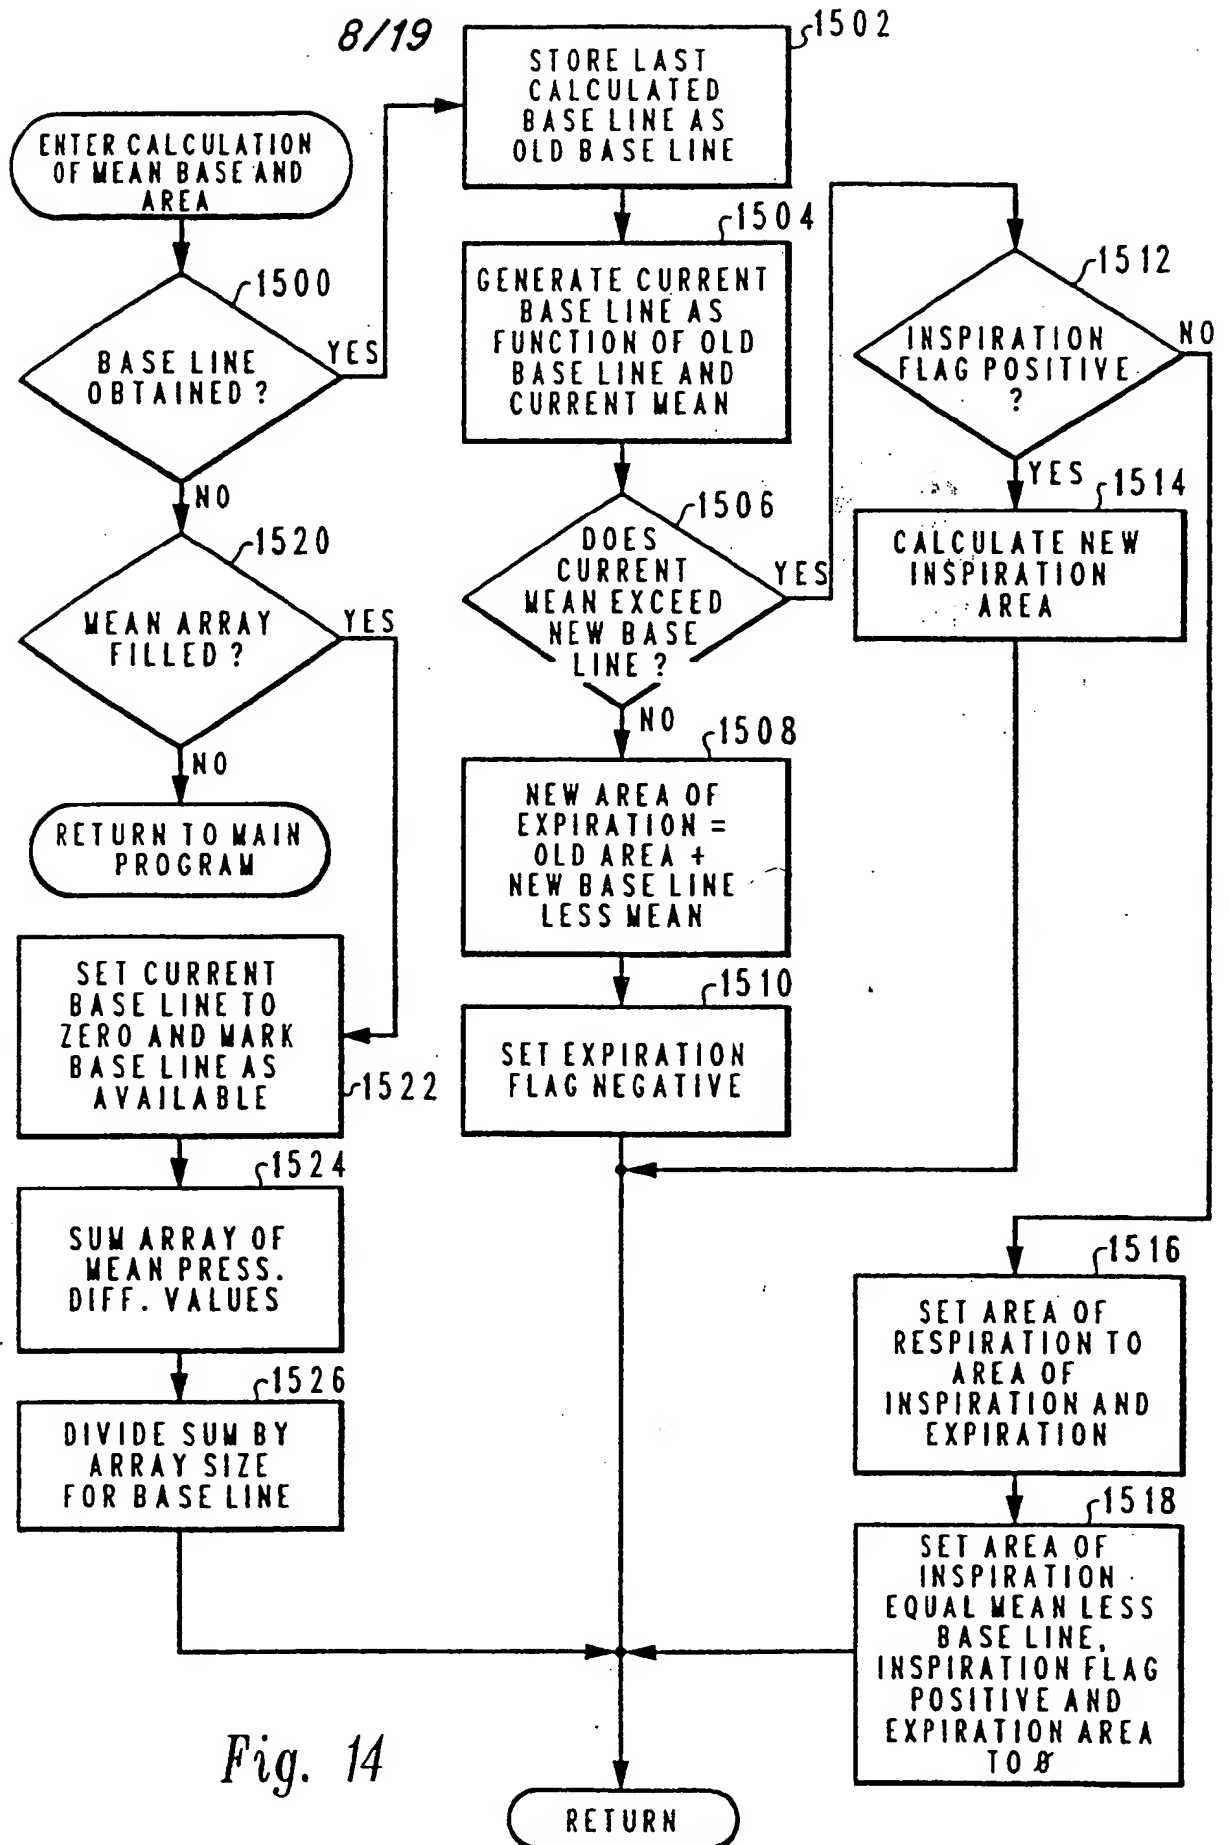 8/19
ENTER CALCULATION
OF MEAN BASE AND
AREA
1500
BASE LINE
OBTAINED ?
YES
NO
1520
MEAN ARRAY
FILLED ?
YES
NO
RETURN TO MAIN
PROGRAM
SET CURRENT
BASE LINE TO
ZERO AND MARK
BASE LINE AS
AVAILABLE
1522
1524
SUM ARRAY OF
MEAN PRESS.
DIFF. VALUES
1526
DIVIDE SUM BY
ARRAY SIZE
FOR BASE LINE
1502
STORE LAST
CALCULATED
BASE LINE AS
OLD BASE LINE
1504
GENERATE CURRENT
BASE LINE AS
FUNCTION OF OLD
BASE LINE AND
CURRENT MEAN
1506
DOES
CURRENT
MEAN EXCEED
NEW BASE
LINE ?
YES
NO
1508
NEW AREA OF
EXPIRATION =
OLD AREA +
NEW BASE LINE
LESS MEAN
1510
SET EXPIRATION
FLAG NEGATIVE
1512
INSPIRATION
FLAG POSITIVE
?
NO
YES
1514
CALCULATE NEW
INSPIRATION
AREA
1516
SET AREA OF
RESPIRATION TO
AREA OF
INSPIRATION AND
EXPIRATION
1518
SET AREA OF
INSPIRATION
EQUAL MEAN LESS
BASE LINE,
INSPIRATION FLAG
POSITIVE AND
EXPIRATION AREA
TO 0
RETURN
Fig. 14